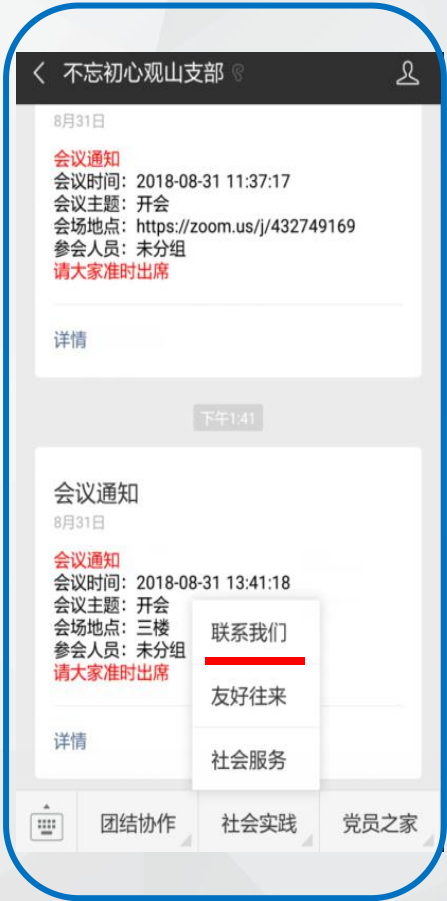 不忘初心观山支部
8月31日
会议通知
会议时间：2018-08-31 11:37:17
会议主题：开会
会场地点：https://zoom.us/j/432749169
参会人员：未分组
请大家准时出席
详情
下午1:41
会议通知
8月31日
会议通知
会议时间：2018-08-31 13:41:18
会议主题：开会
会场地点：三楼
参会人员：未分组
请大家准时出席
详情
联系我们
友好往来
社会服务
团结协作
社会实践
党员之家